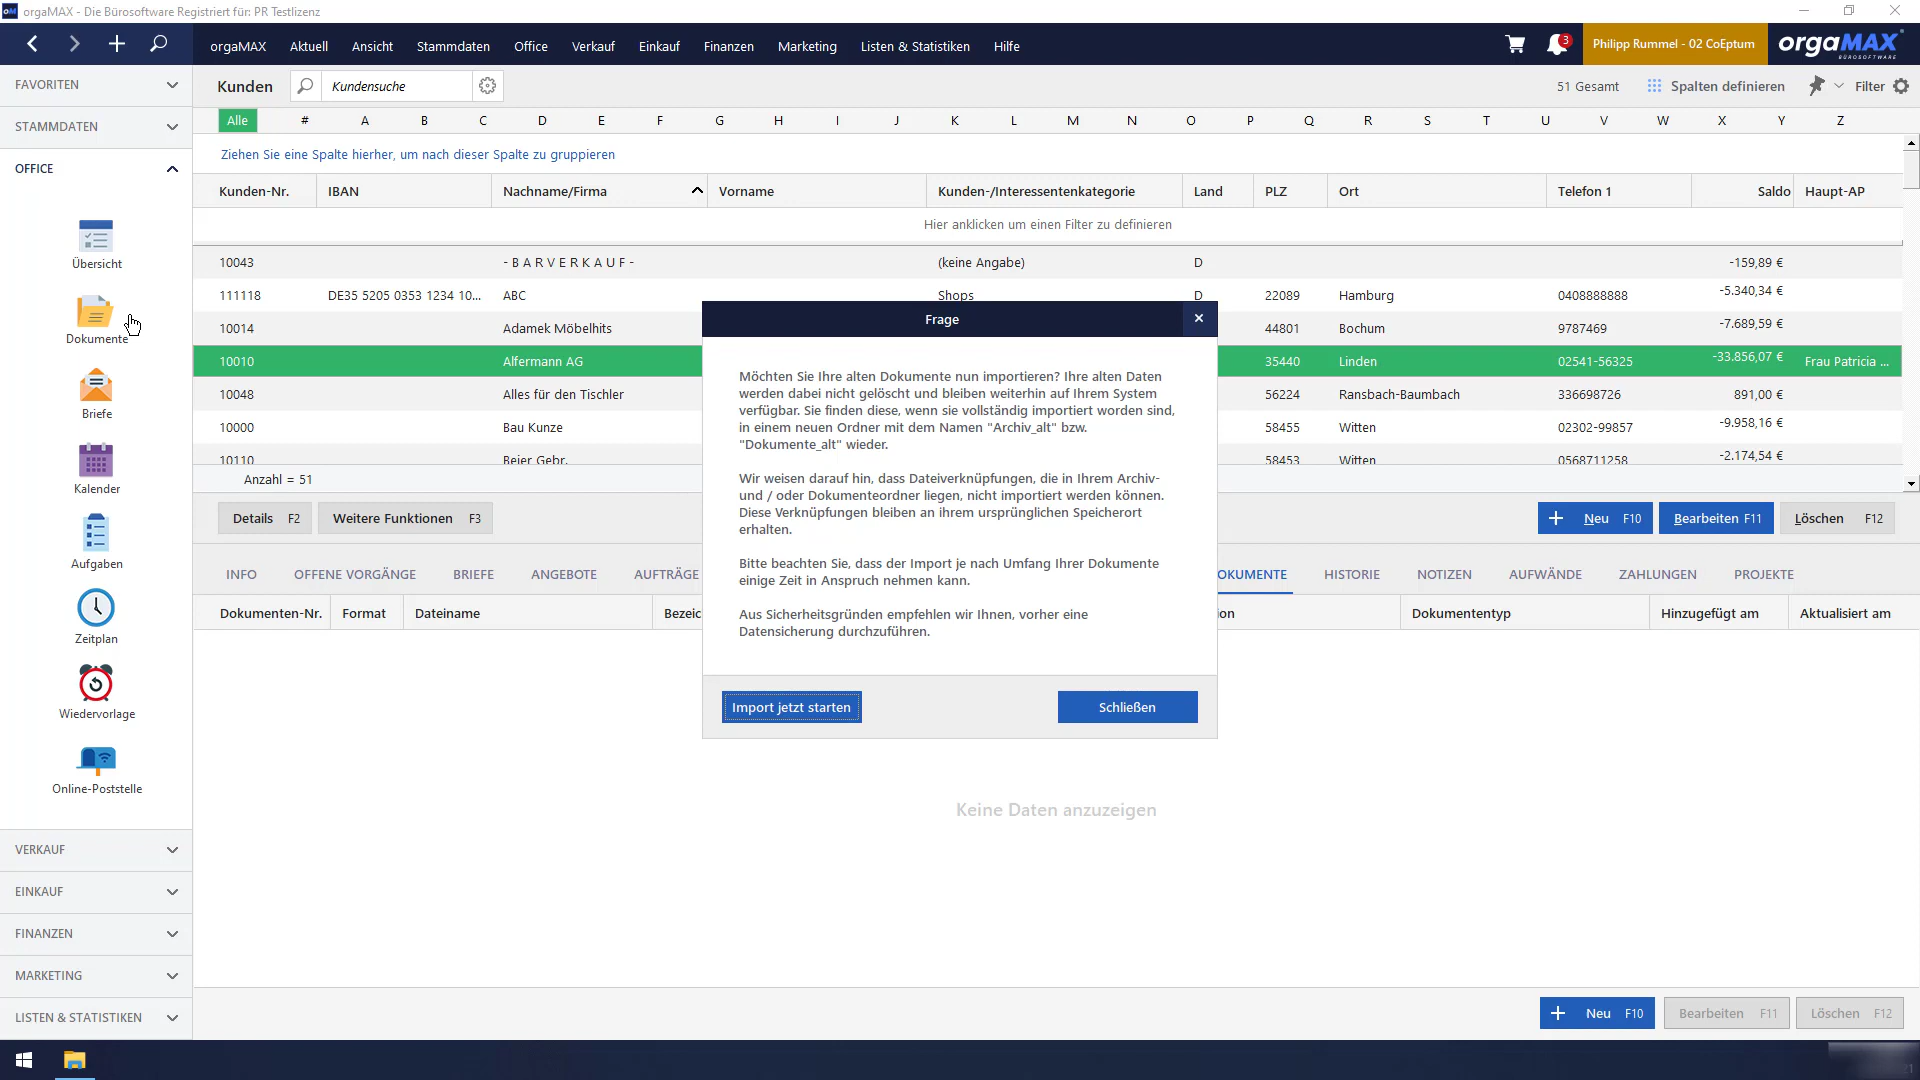 orgaMAX - Die Bürosoftware Registriert für: PR Testlizenz
orgaMAX Aktuell Ansicht Stammdaten Office Verkauf Einkauf Finanzen Marketing Listen & Statistiken Hilfe
3
Philipp Rummel - 02 CoEptum
orgaMAX
BÜROSOFTWARE
FAVORITEN
STAMMDATEN
OFFICE
Übersicht
Dokumente
Briefe
Kalender
Aufgaben
Zeitplan
Wiedervorlage
Online-Poststelle
VERKAUF
EINKAUF
FINANZEN
MARKETING
LISTEN & STATISTIKEN
Kunden Kundensuche 51 Gesamt Spalten definieren Filter
Alle # A B C D E F G H I J K L M N O P Q R S T U V W X Y Z
Ziehen Sie eine Spalte hierher, um nach dieser Spalte zu gruppieren
Kunden-Nr. IBAN Nachname/Firma Vorname Kunden-/Interessentenkategorie Land PLZ Ort Telefon 1 Saldo Haupt-AP
Hier anklicken um einen Filter zu definieren
10043 - B A R V E R K A U F - (keine Angabe) D -159,89 €
111118 DE35 5205 0353 1234 10... ABC Shops D 22089 Hamburg 0408888888 -5.340,34 €
10014 Adamek Möbelhits 44801 Bochum 9787469 -7.689,59 €
10010 Alfermann AG 35440 Linden 02541-56325 -33.856,07 € Frau Patricia ...
10048 Alles für den Tischler 56224 Ransbach-Baumbach 336698726 891,00 €
10000 Bau Kunze 58455 Witten 02302-99857 -9.958,16 €
10110 Beier Gebr. 58453 Witten 0568711258 -2.174,54 €
Anzahl = 51
Details F2 Weitere Funktionen F3 Neu F10 Bearbeiten F11 Löschen F12
INFO OFFENE VORGÄNGE BRIEFE ANGEBOTE AUFTRÄGE OKUMENTE HISTORIE NOTIZEN AUFWÄNDE ZAHLUNGEN PROJEKTE
Dokumenten-Nr. Format Dateiname Bezeic ion Dokumententyp Hinzugefügt am Aktualisiert am
Keine Daten anzuzeigen
Neu F10 Bearbeiten F11 Löschen F12
Frage
Möchten Sie Ihre alten Dokumente nun importieren? Ihre alten Daten
werden dabei nicht gelöscht und bleiben weiterhin auf Ihrem System
verfügbar. Sie finden diese, wenn sie vollständig importiert worden sind,
in einem neuen Ordner mit dem Namen "Archiv_alt" bzw.
"Dokumente_alt" wieder.
Wir weisen darauf hin, dass Dateiverknüpfungen, die in Ihrem Archiv-
und / oder Dokumenteordner liegen, nicht importiert werden können.
Diese Verknüpfungen bleiben an ihrem ursprünglichen Speicherort
erhalten.
Bitte beachten Sie, dass der Import je nach Umfang Ihrer Dokumente
einige Zeit in Anspruch nehmen kann.
Aus Sicherheitsgründen empfehlen wir Ihnen, vorher eine
Datensicherung durchzuführen.
Import jetzt starten Schließen